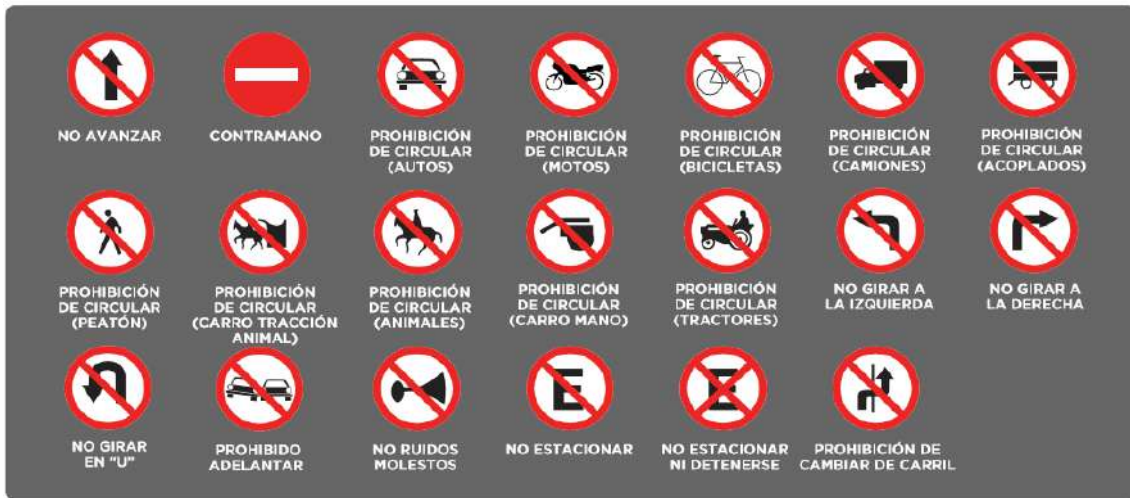 NO AVANZAR
CONTRAMANO
PROHIBICIÓN
DE CIRCULAR
(AUTOS)
PROHIBICIÓN
DE CIRCULAR
(MOTOS)
PROHIBICIÓN
DE CIRCULAR
(BICICLETAS)
PROHIBICIÓN
DE CIRCULAR
(CAMIONES)
PROHIBICIÓN
DE CIRCULAR
(ACOPLADOS)
PROHIBICIÓN
DE CIRCULAR
(PEATÓN)
PROHIBICIÓN
DE CIRCULAR
(CARRO TRACCIÓN
ANIMAL)
PROHIBICIÓN
DE CIRCULAR
(ANIMALES)
PROHIBICIÓN
DE CIRCULAR
(CARRO MANO)
PROHIBICIÓN
DE CIRCULAR
(TRACTORES)
NO GIRAR A
LA IZQUIERDA
NO GIRAR A
LA DERECHA
NO GIRAR
EN "U"
PROHIBIDO
ADELANTAR
NO RUIDOS
MOLESTOS
E
NO ESTACIONAR
E
NO ESTACIONAR
NI DETENERSE
PROHIBICIÓN DE
CAMBIAR DE CARRIL